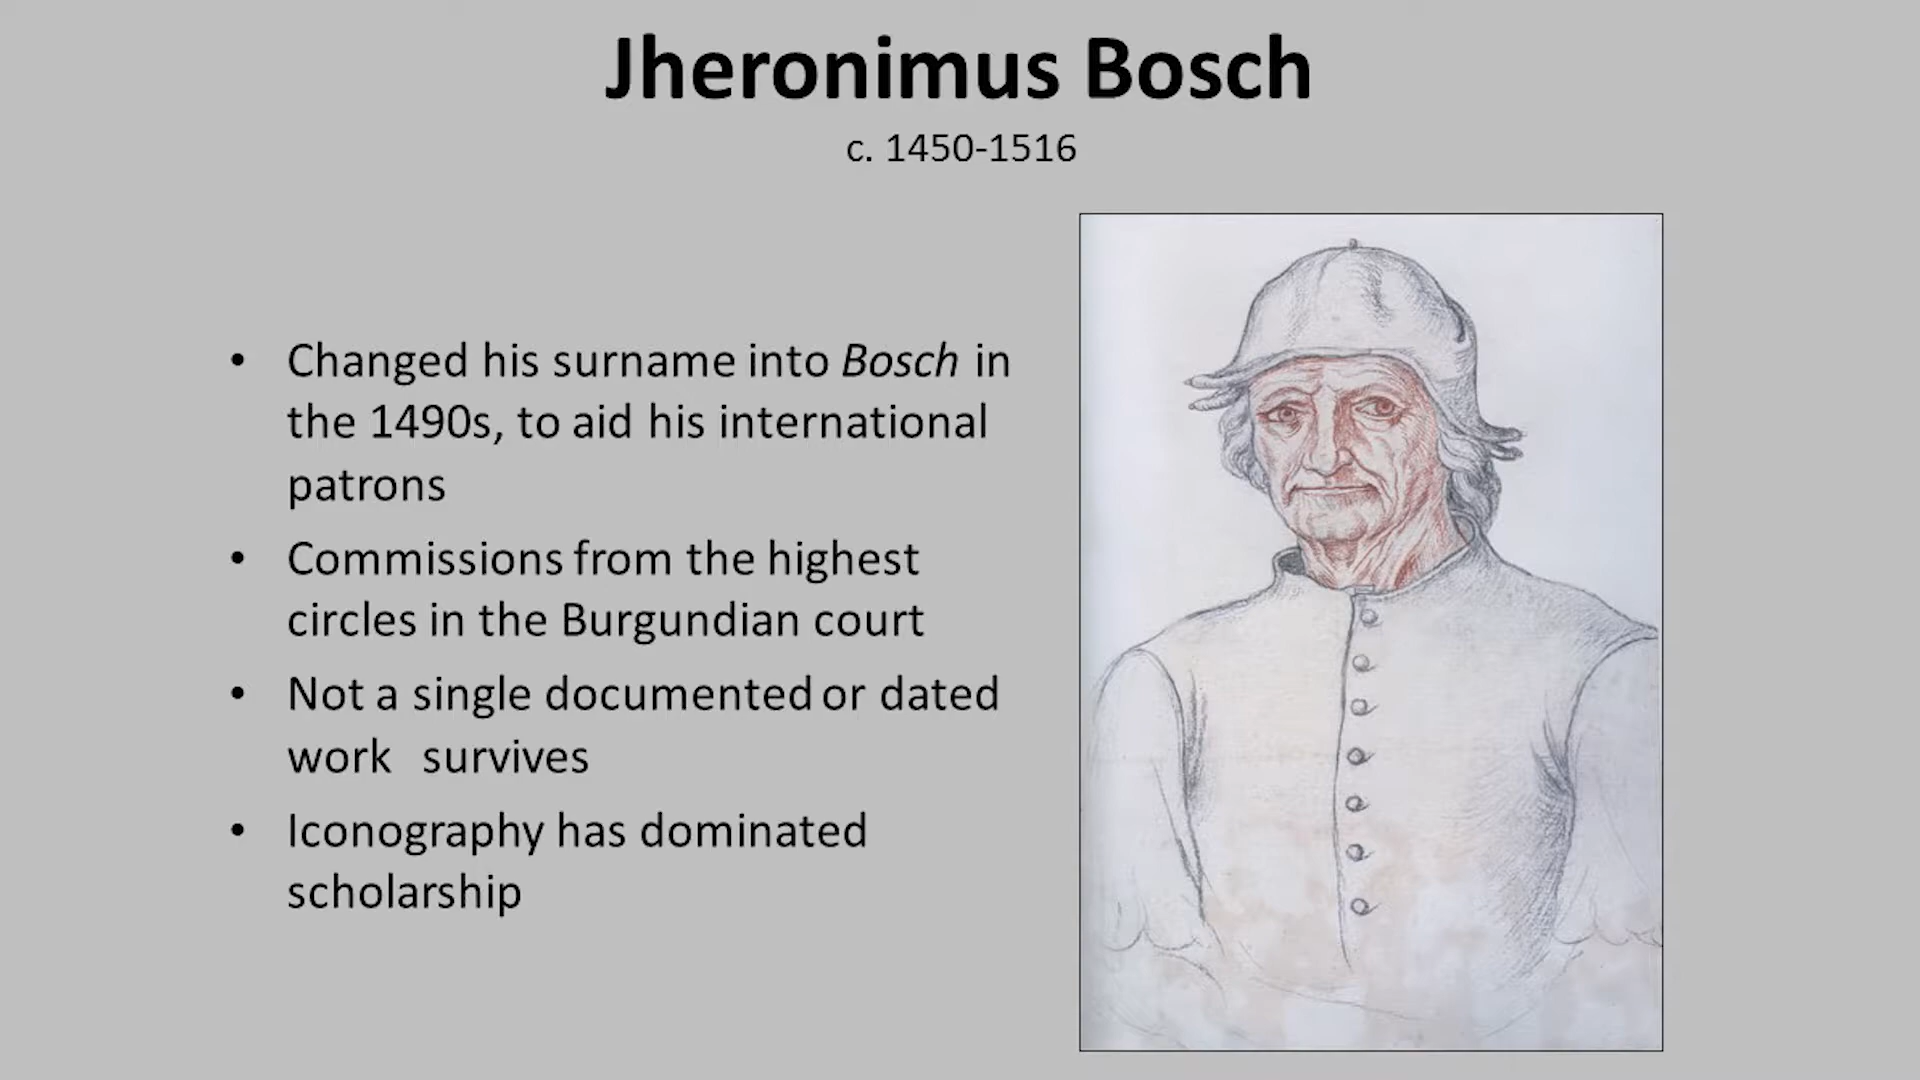 Jheronimus Bosch
c. 1450-1516
• Changed his surname into Bosch in
the 1490s, to aid his international
patrons
• Commissions from the highest
circles in the Burgundian court
• Not a single documented or dated
work survives
• Iconography has dominated
scholarship